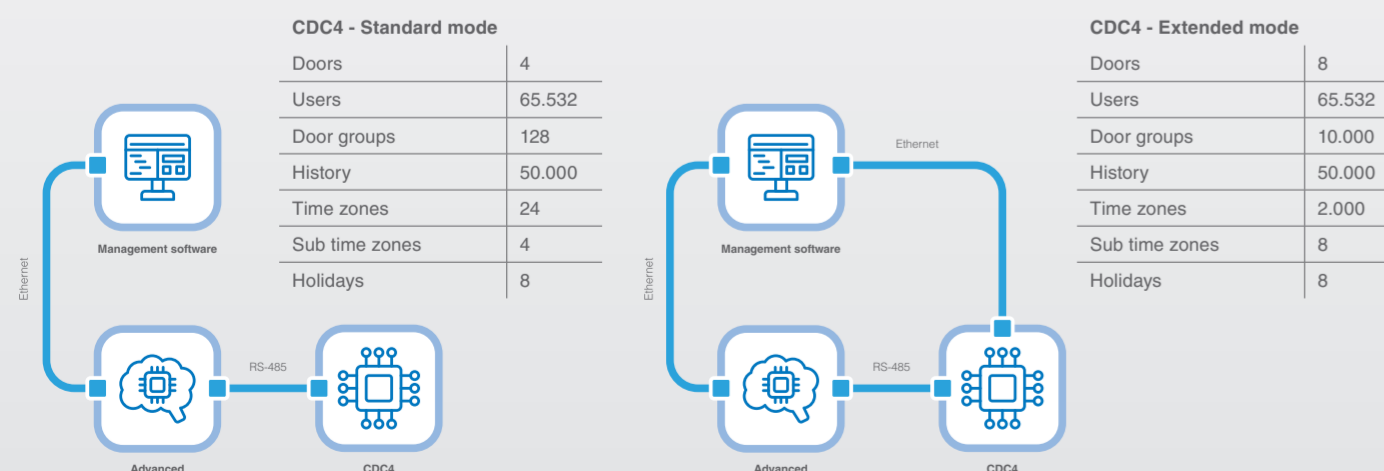 CDC4 - Standard mode
Doors 4
Users 65.532
Door groups 128
History 50.000
Time zones 24
Sub time zones 4
Holidays 8
Management software
Ethernet
RS-485
Advanced
CDC4
CDC4 - Extended mode
Doors 8
Users 65.532
Door groups 10.000
History 50.000
Time zones 2.000
Sub time zones 8
Holidays 8
Ethernet
Management software
Ethernet
RS-485
Advanced
CDC4